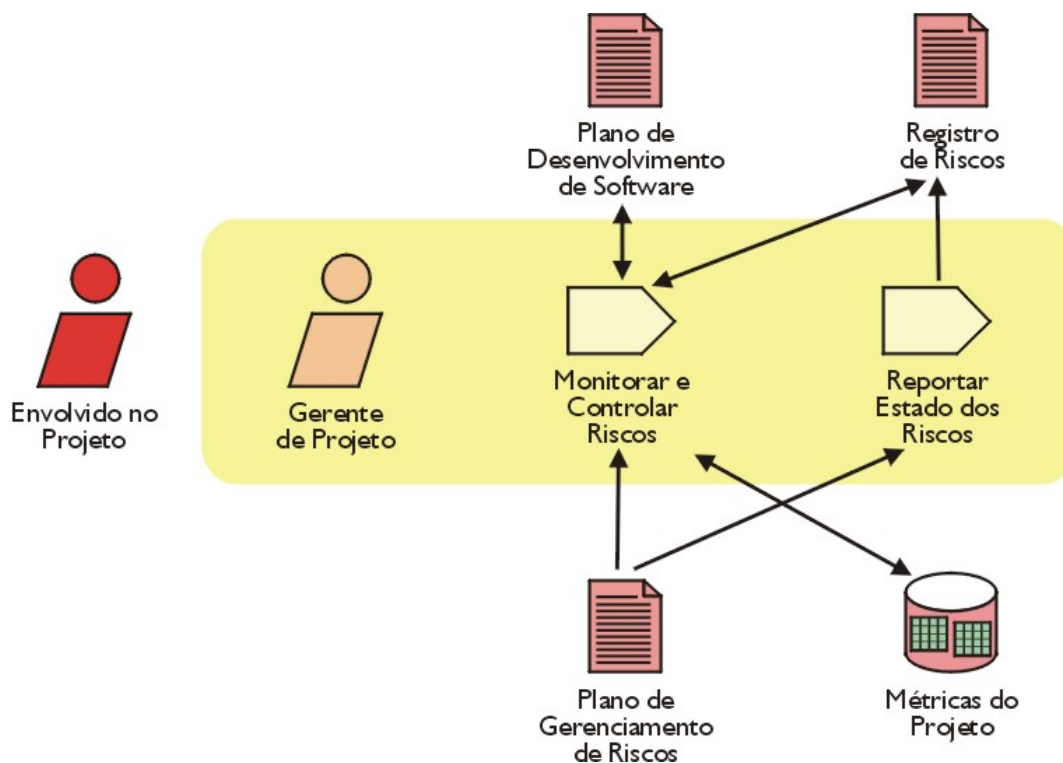 Plano de
Desenvolvimento
de Software
Registro
de Riscos
Envolvido no
Projeto
Gerente
de Projeto
Monitorar e
Controlar
Riscos
Reportar
Estado dos
Riscos
Plano de
Gerenciamento
de Riscos
Métricas do
Projeto